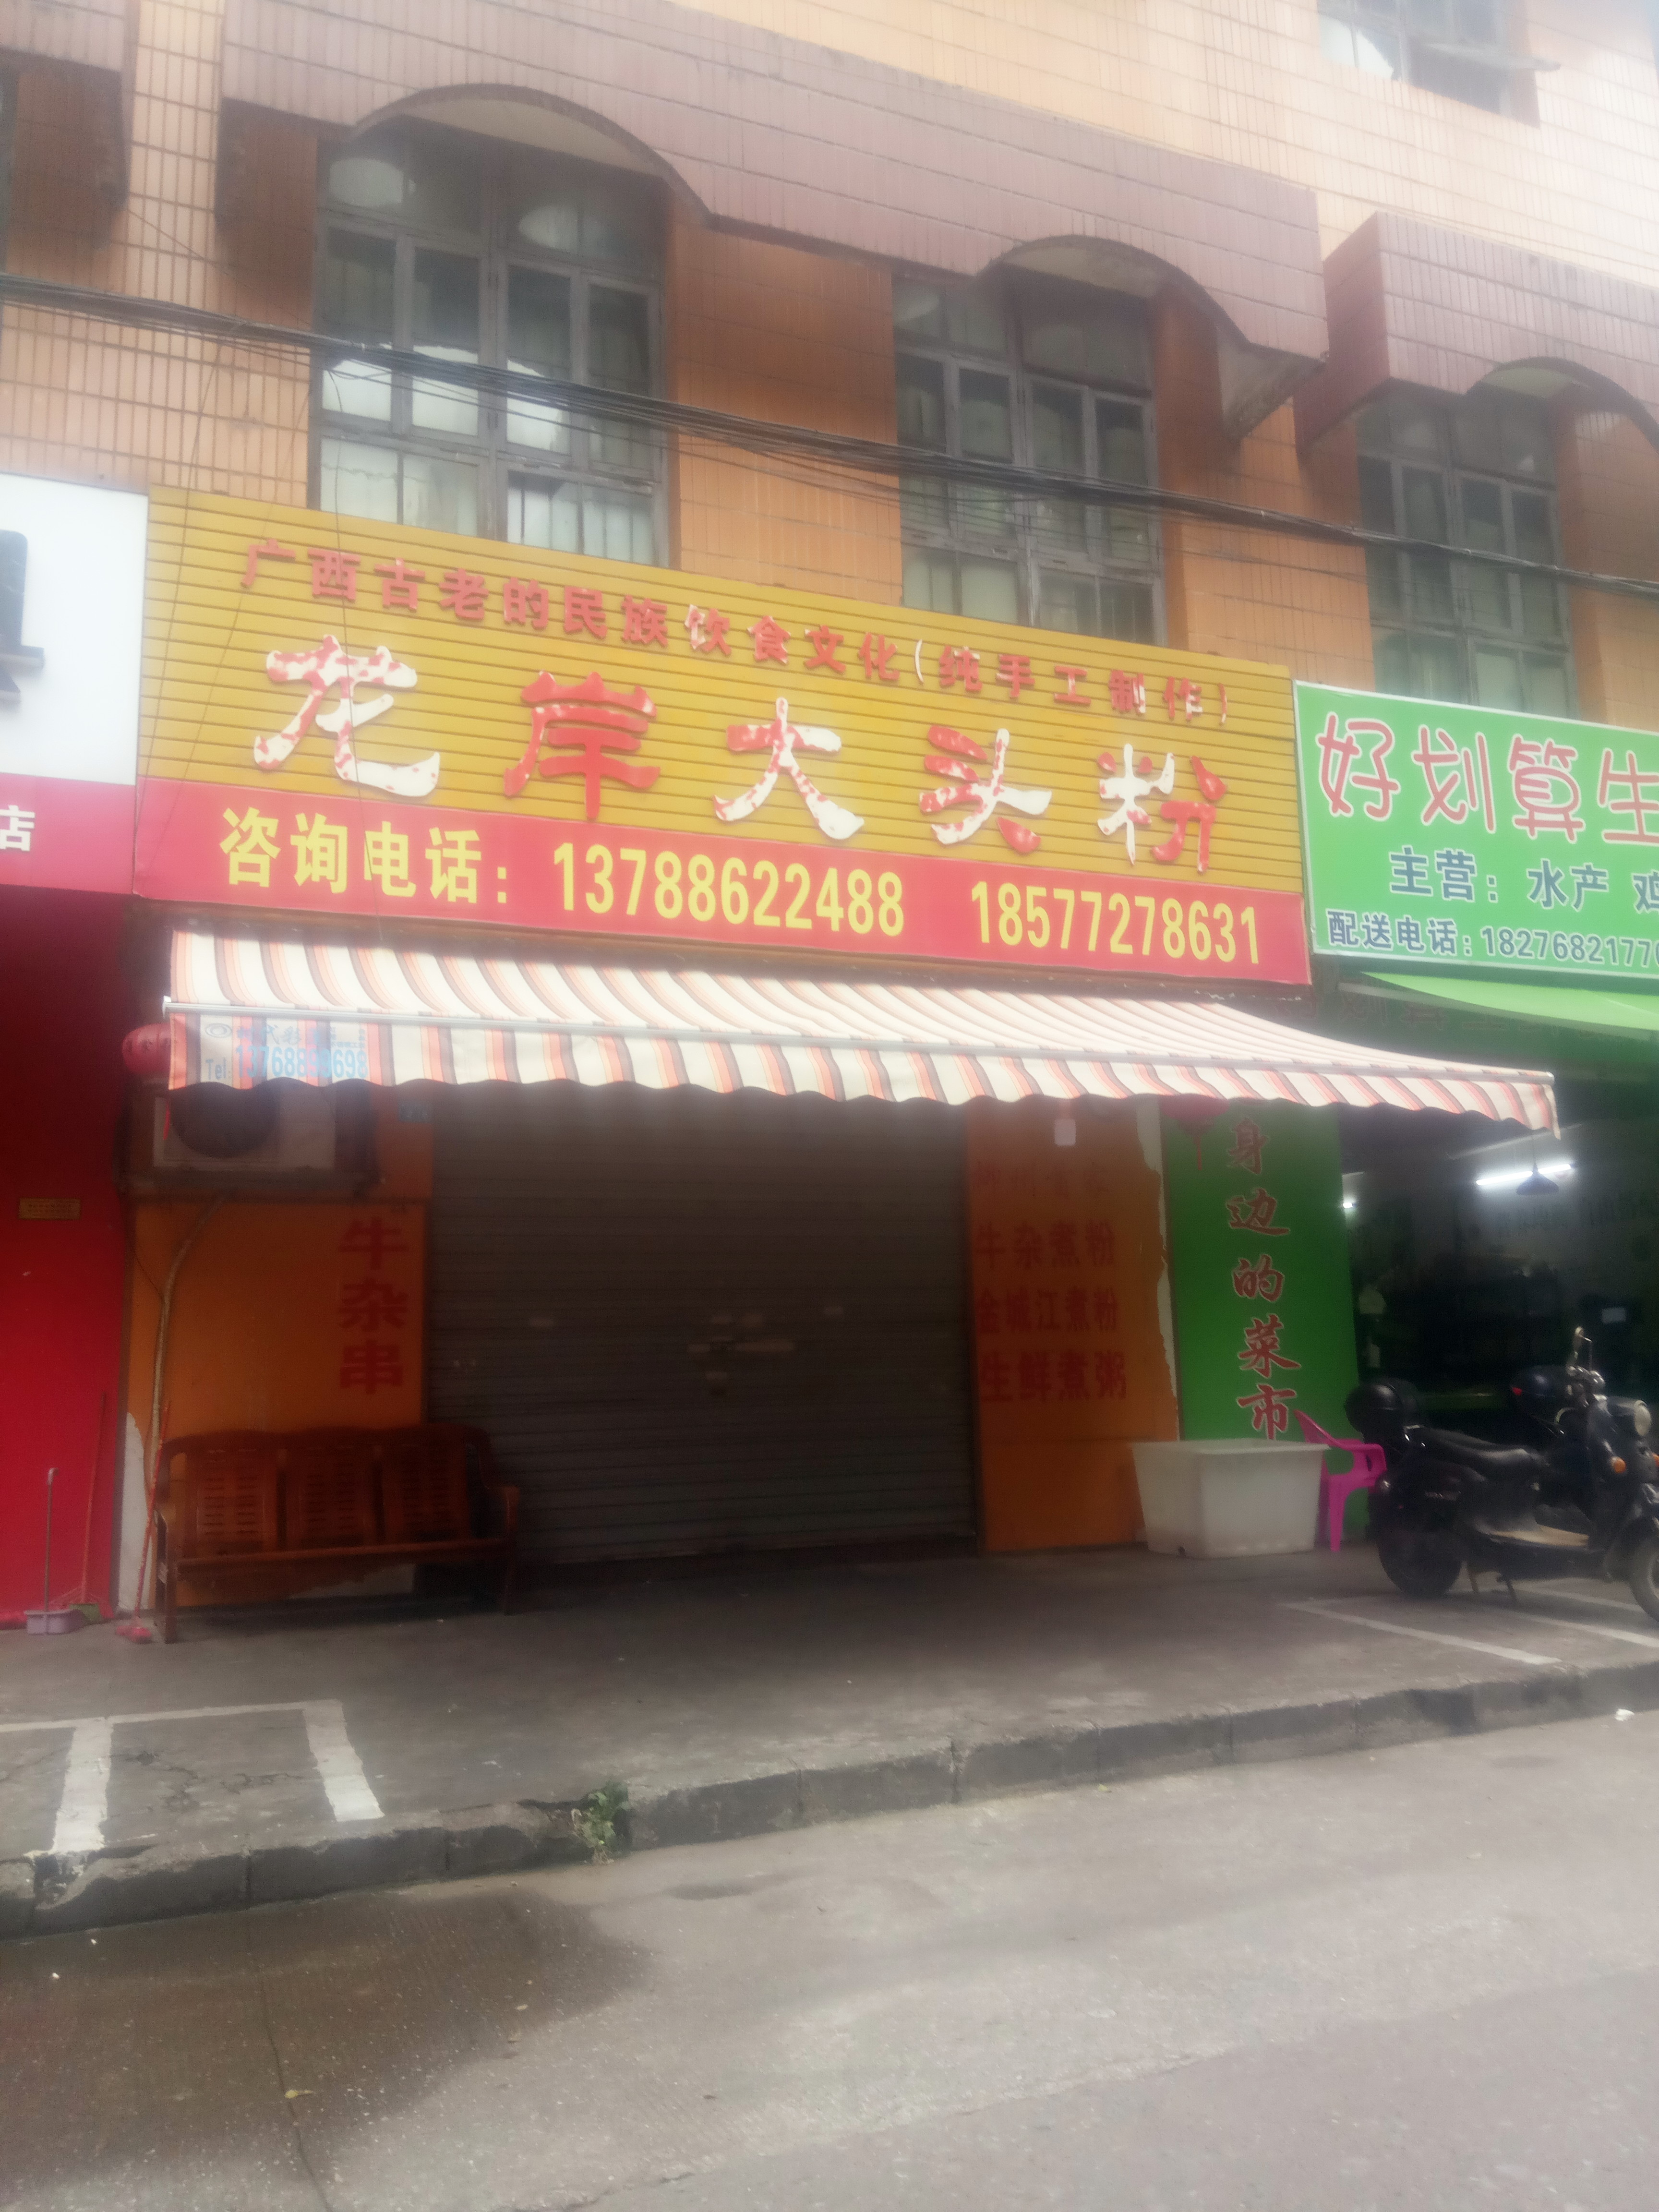 广西古老的民族饮食文化(纯手工制作)
龙岸大头粉
咨询电话: 13788622488 18577278631
店
好划算生
主营: 水产 鸡
配送电话: 1827682177
Tel:
牛杂串
牛杂煮粉
金城江煮粉
生鲜煮粥
身边的菜市